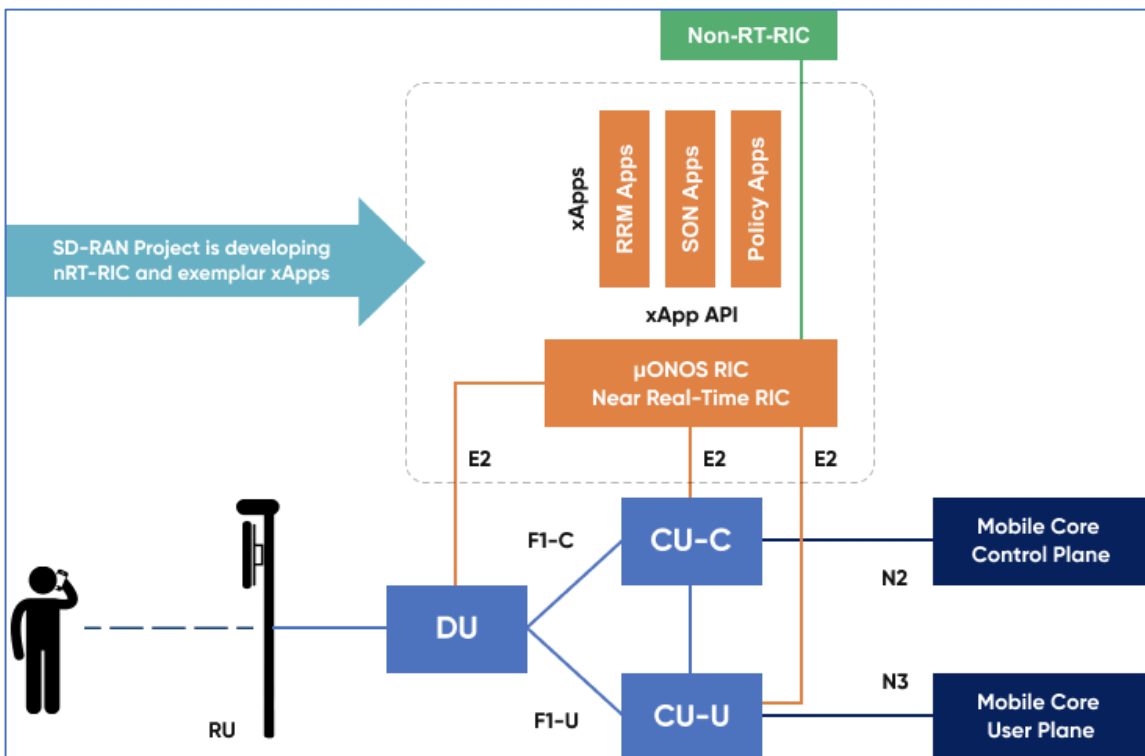 Non-RT-RIC
xApps
RRM Apps
SON Apps
Policy Apps
SD-RAN Project is developing
nRT-RIC and exemplar xApps
xApp API
µONOS RIC
Near Real-Time RIC
E2
E2
E2
F1-C
CU-C
Mobile Core
Control Plane
N2
DU
N3
F1-U
CU-U
Mobile Core
User Plane
RU